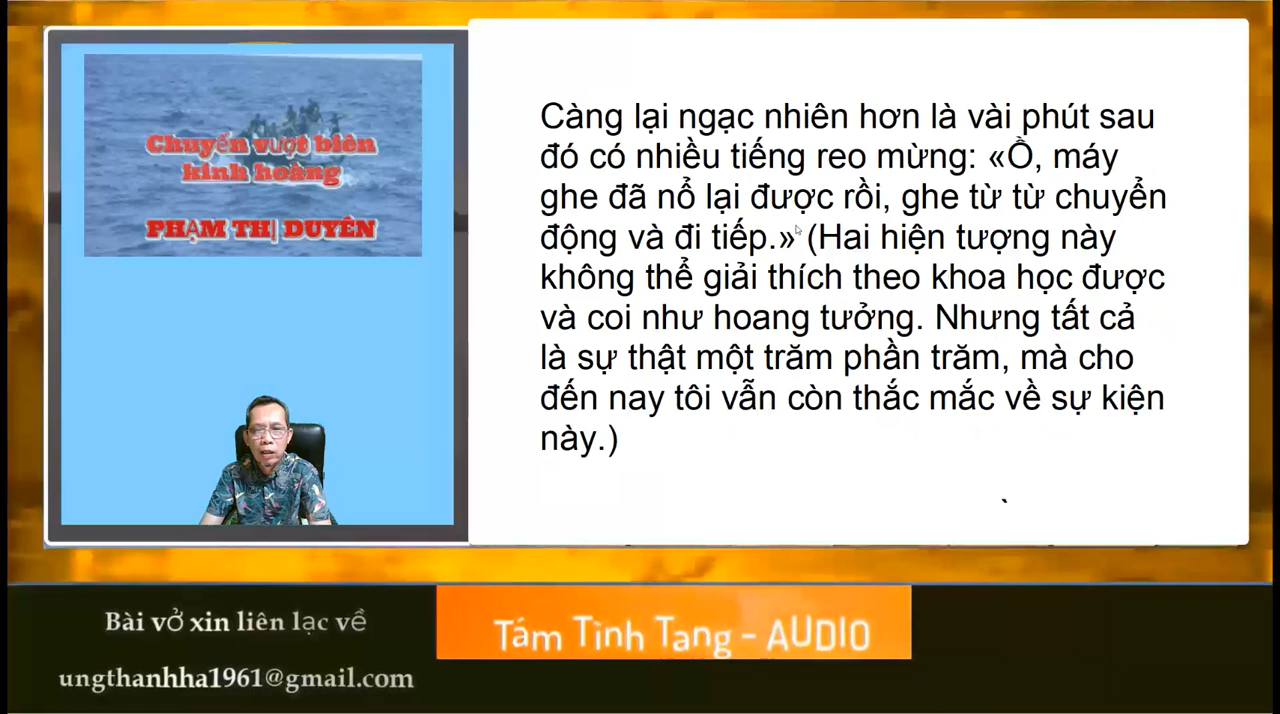 Chuyến vượt biên
kinh hoàng
PHẠM THỊ DUYÊN
Càng lại ngạc nhiên hơn là vài phút sau
đó có nhiều tiếng reo mừng: «Ồ, máy
ghe đã nổ lại được rồi, ghe từ từ chuyển
động và đi tiếp.» (Hai hiện tượng này
không thể giải thích theo khoa học được
và coi như hoang tưởng. Nhưng tất cả
là sự thật một trăm phần trăm, mà cho
đến nay tôi vẫn còn thắc mắc về sự kiện
này.)
Bài vở xin liên lạc về
ungthanhha1961@gmail.com
Tám Tình Tang - AUDIO